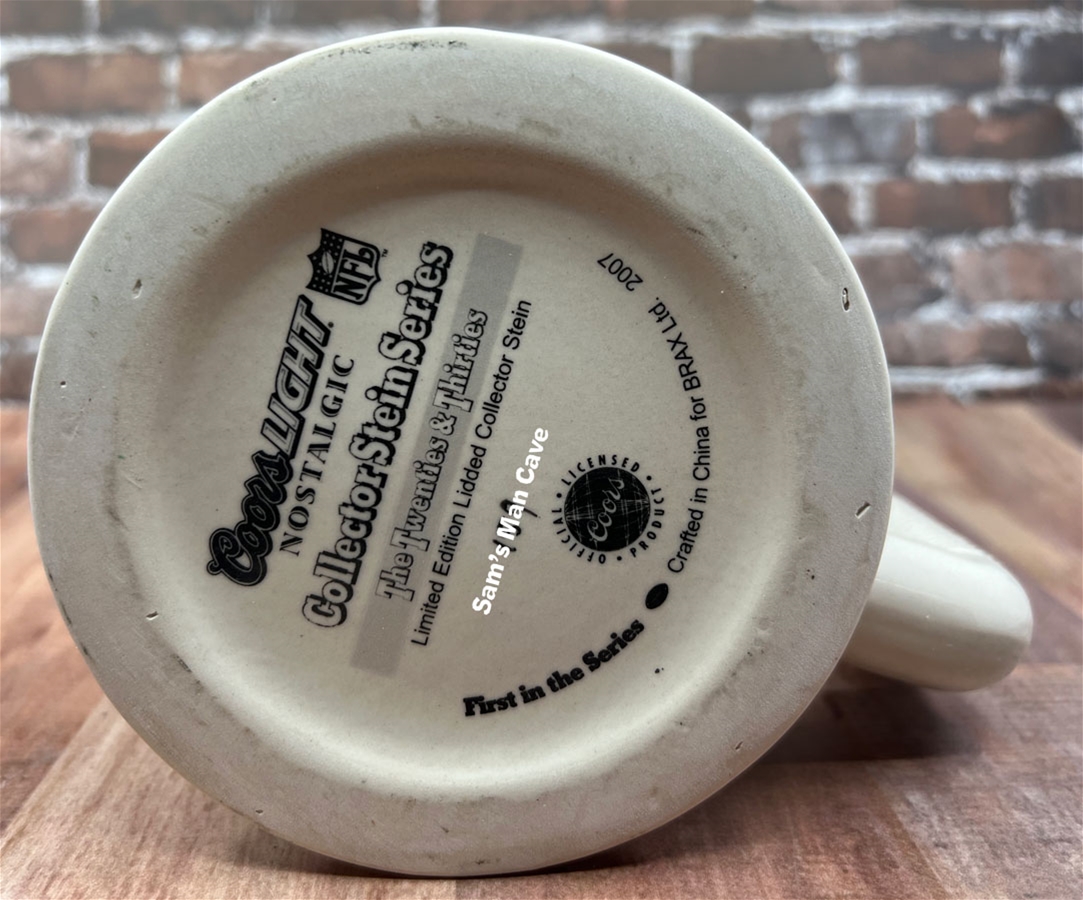 Coors LIGHT
NFL
NOSTALGIC
Collector Stein Series
The Twenties & Thirties
Limited Edition Lidded Collector Stein
Sam's Man Cave
• OFFICIAL • LICENSED • PRODUCT
Coors
First in the Series
Crafted in China for BRAX Ltd. 2007